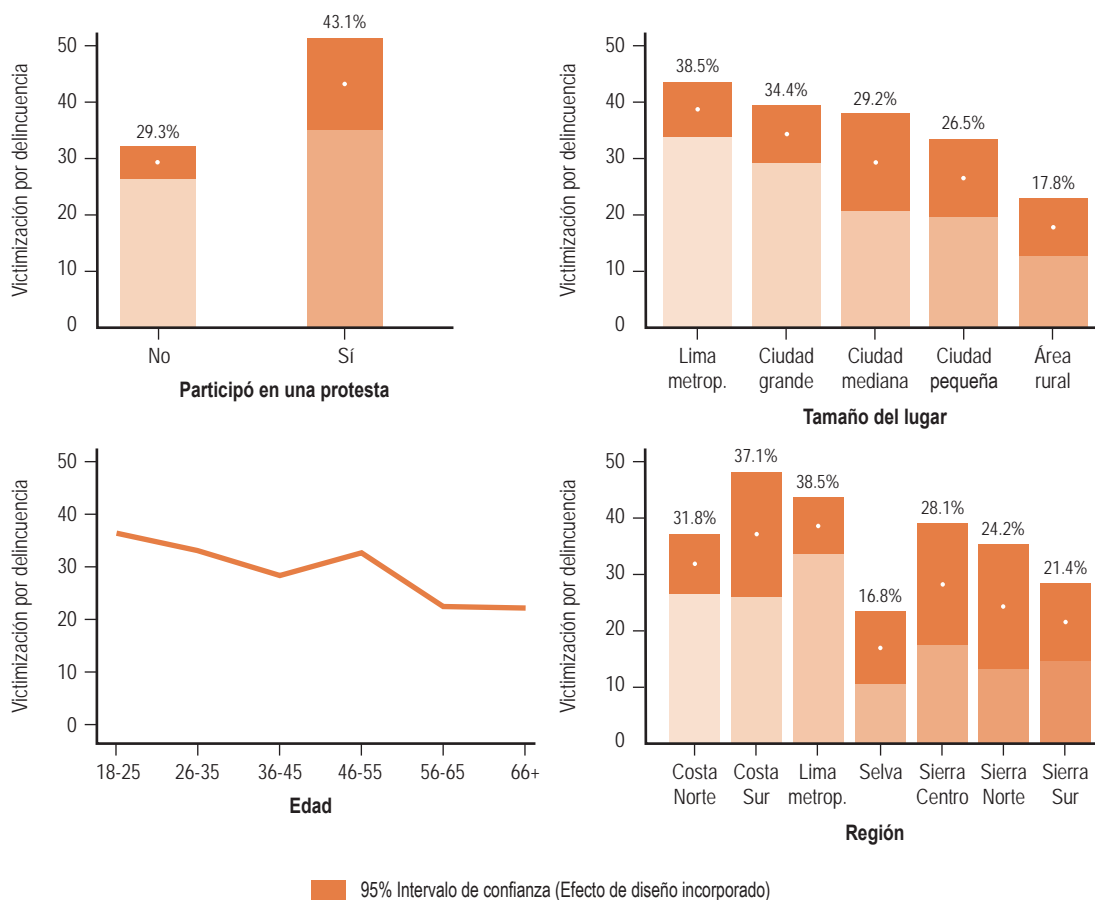 Victimización por delincuencia
50
40
30
20
10
0
29.3%
43.1%
No
Sí
Participó en una protesta
Victimización por delincuencia
50
40
30
20
10
0
38.5%
34.4%
29.2%
26.5%
17.8%
Lima
metrop.
Ciudad
grande
Ciudad
mediana
Ciudad
pequeña
Área
rural
Tamaño del lugar
Victimización por delincuencia
50
40
30
20
10
0
18-25
26-35
36-45
46-55
56-65
66+
Edad
Victimización por delincuencia
50
40
30
20
10
0
31.8%
37.1%
38.5%
16.8%
28.1%
24.2%
21.4%
Costa
Norte
Costa
Sur
Lima
metrop.
Selva
Sierra
Centro
Sierra
Norte
Sierra
Sur
Región
95% Intervalo de confianza (Efecto de diseño incorporado)